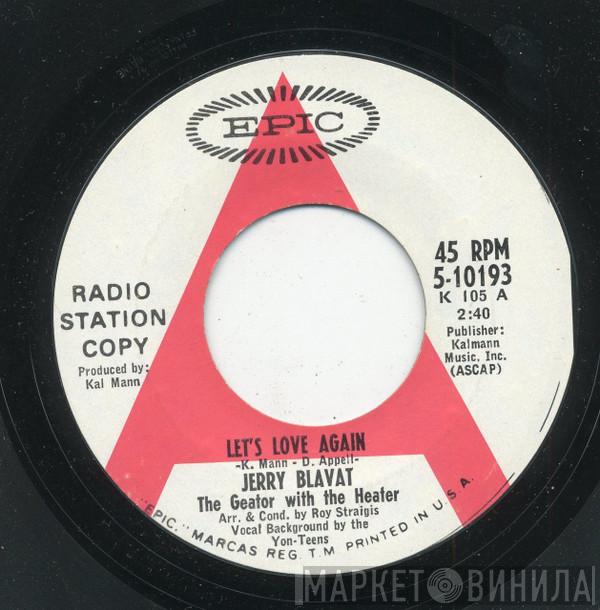 EPIC
RADIO
STATION
COPY
Produced by:
Kal Mann
45 RPM
5-10193
K 105 A
2:40
Publisher:
Kalmann
Music, Inc.
(ASCAP)
LET'S LOVE AGAIN
-K. Mann - D. Appell-
JERRY BLAVAT
The Geator with the Heater
Arr. & Cond. by Roy Straigis
Vocal Background by the
Yon-Teens
"EPIC," MARCAS REG. T.M. PRINTED IN U.S.A.
МАРКЕТ ВИНИЛА